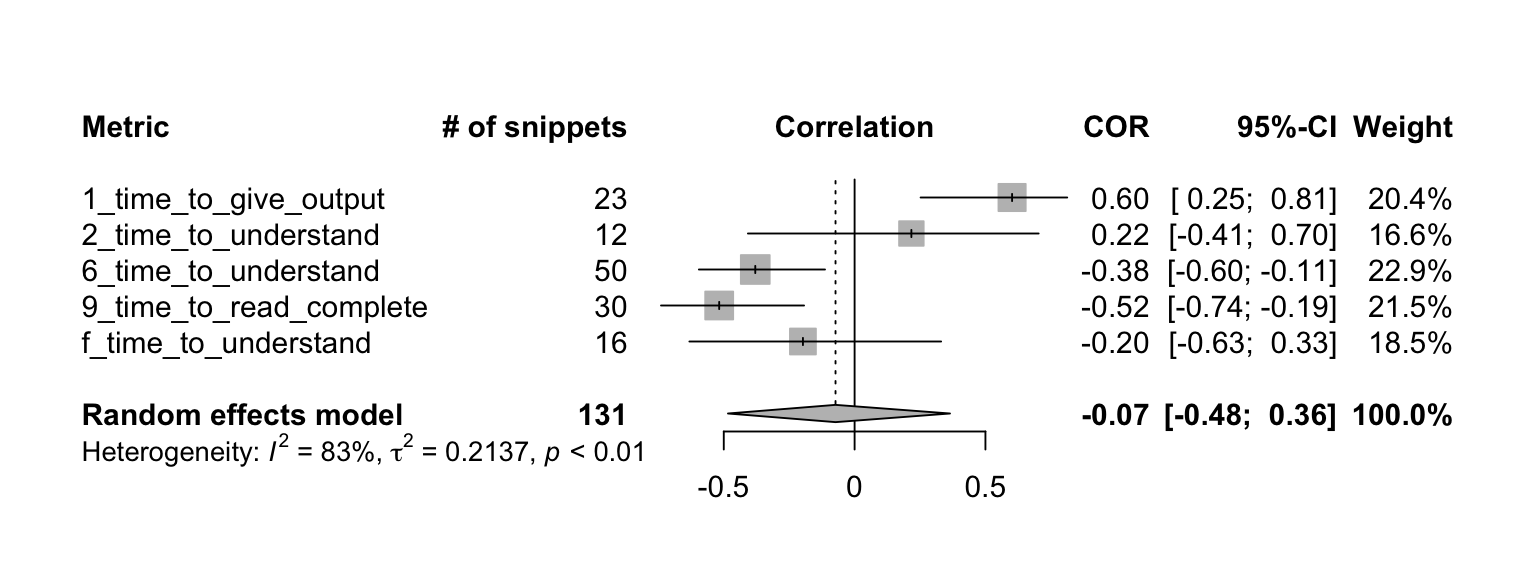 Metric # of snippets Correlation COR 95%-CI Weight
1_time_to_give_output 23 0.60 [ 0.25; 0.81] 20.4%
2_time_to_understand 12 0.22 [-0.41; 0.70] 16.6%
6_time_to_understand 50 -0.38 [-0.60; -0.11] 22.9%
9_time_to_read_complete 30 -0.52 [-0.74; -0.19] 21.5%
f_time_to_understand 16 -0.20 [-0.63; 0.33] 18.5%
Random effects model 131 -0.07 [-0.48; 0.36] 100.0%
Heterogeneity: I² = 83%, τ² = 0.2137, p < 0.01
-0.5 0 0.5